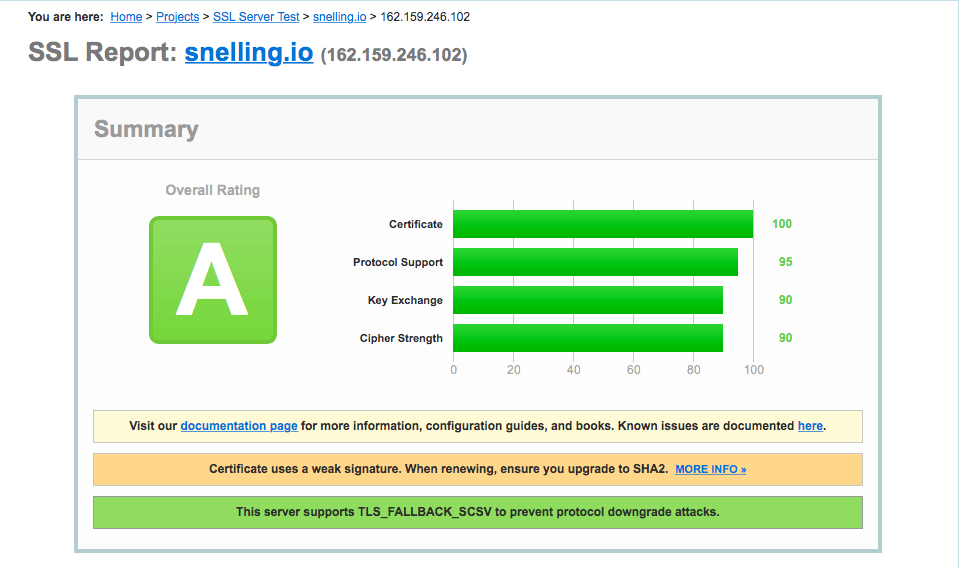 You are here: Home > Projects > SSL Server Test > snelling.io > 162.159.246.102
SSL Report: snelling.io (162.159.246.102)
Summary
Overall Rating
A
Certificate 100
Protocol Support 95
Key Exchange 90
Cipher Strength 90
0 20 40 60 80 100
Visit our documentation page for more information, configuration guides, and books. Known issues are documented here.
Certificate uses a weak signature. When renewing, ensure you upgrade to SHA2. MORE INFO »
This server supports TLS_FALLBACK_SCSV to prevent protocol downgrade attacks.